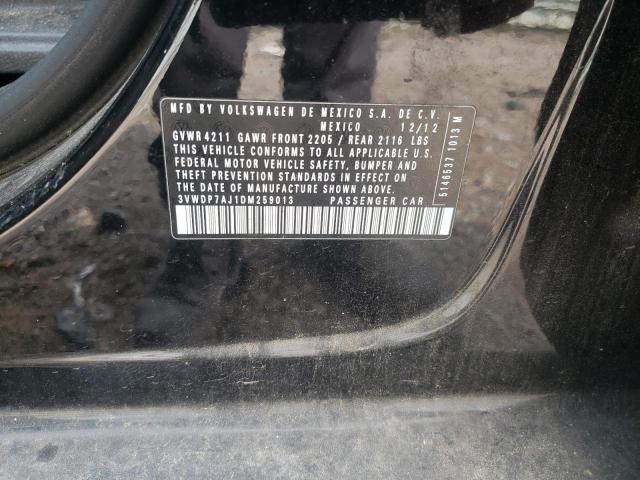 MFD BY VOLKSWAGEN DE MEXICO S.A. DE C.V.
MEXICO 12/12
GVWR 4211 GAWR FRONT 2205 / REAR 2116 LBS
THIS VEHICLE CONFORMS TO ALL APPLICABLE U.S.
FEDERAL MOTOR VEHICLE SAFETY, BUMPER AND
THEFT PREVENTION STANDARDS IN EFFECT ON
THE DATE OF MANUFACTURE SHOWN ABOVE.
3VWDP7AJ1DM259013 PASSENGER CAR
5146537 1013 M